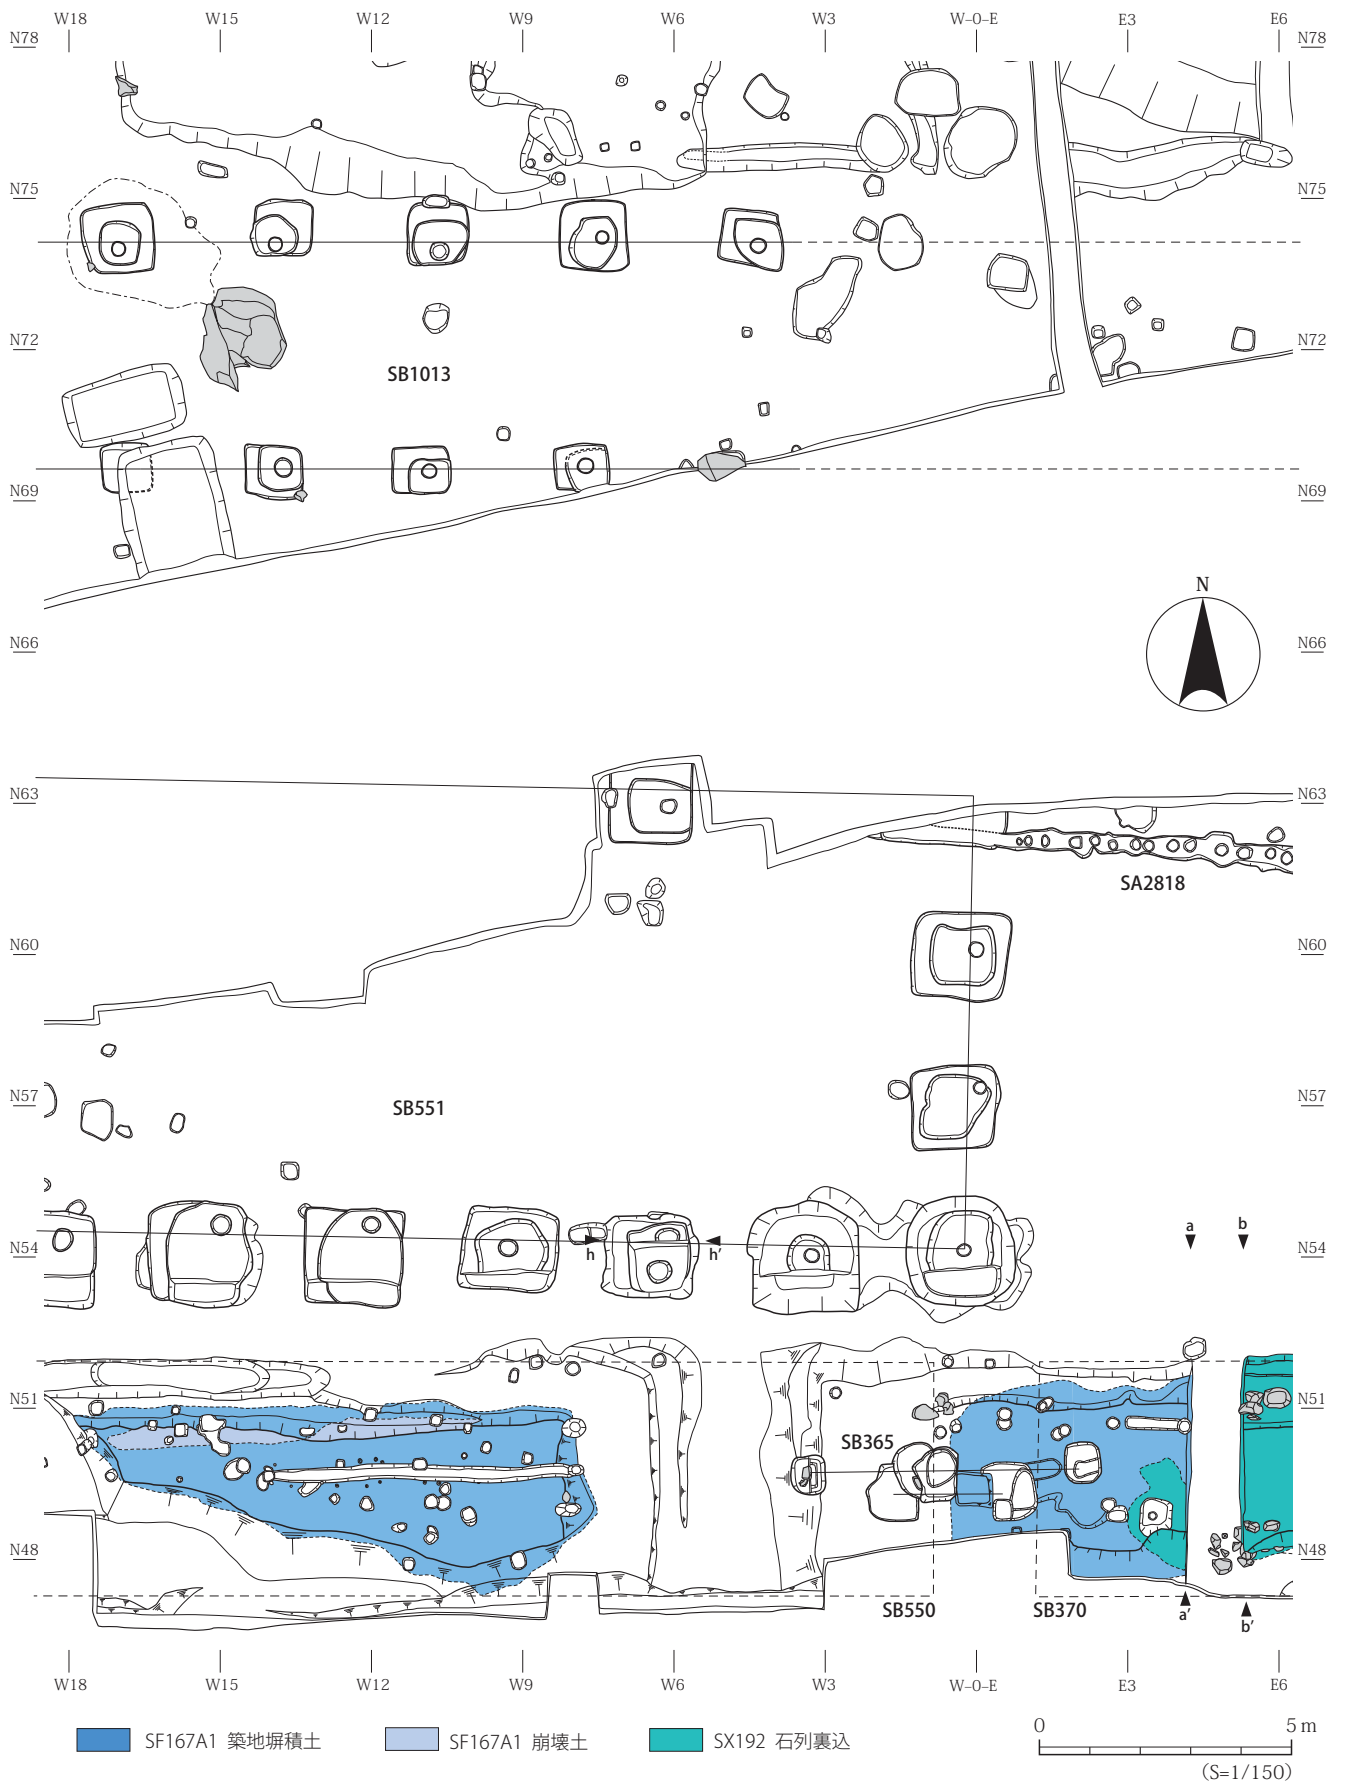 W18 W15 W12 W9 W6 W3 W-0-E E3 E6
N78 N78
N75 N75
N72 N72
SB1013
N69 N69
N
N66 N66
N63 N63
SA2818
N60 N60
N57 N57
SB551
a b
N54 h h' N54
N51 N51
SB365
N48 N48
SB550 SB370 a' b'
W18 W15 W12 W9 W6 W3 W-0-E E3 E6
SF167A1 築地塀積土 SF167A1 崩壊土 SX192 石列裏込
0 5 m
(S=1/150)